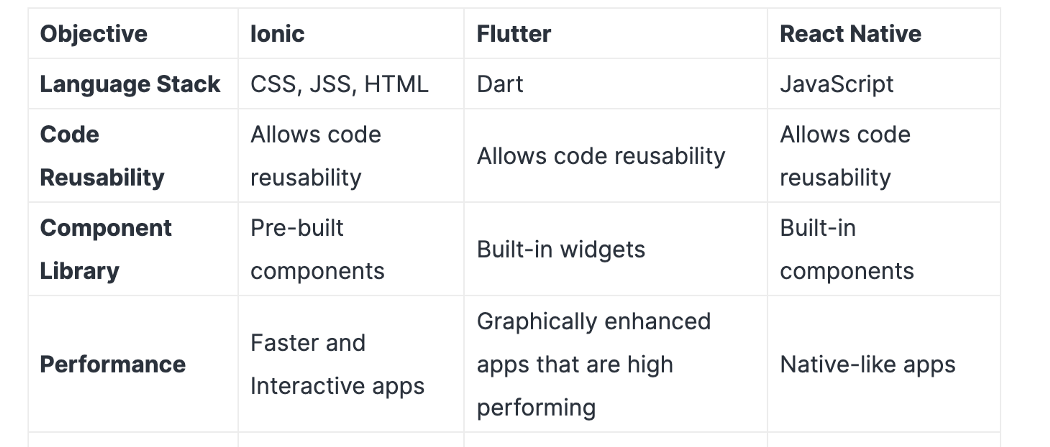 Objective Ionic Flutter React Native
Language Stack CSS, JSS, HTML Dart JavaScript
Code
Reusability
Allows code
reusability
Allows code reusability
Allows code
reusability
Component
Library
Pre-built
components
Built-in widgets
Built-in
components
Performance
Faster and
Interactive apps
Graphically enhanced
apps that are high
performing
Native-like apps